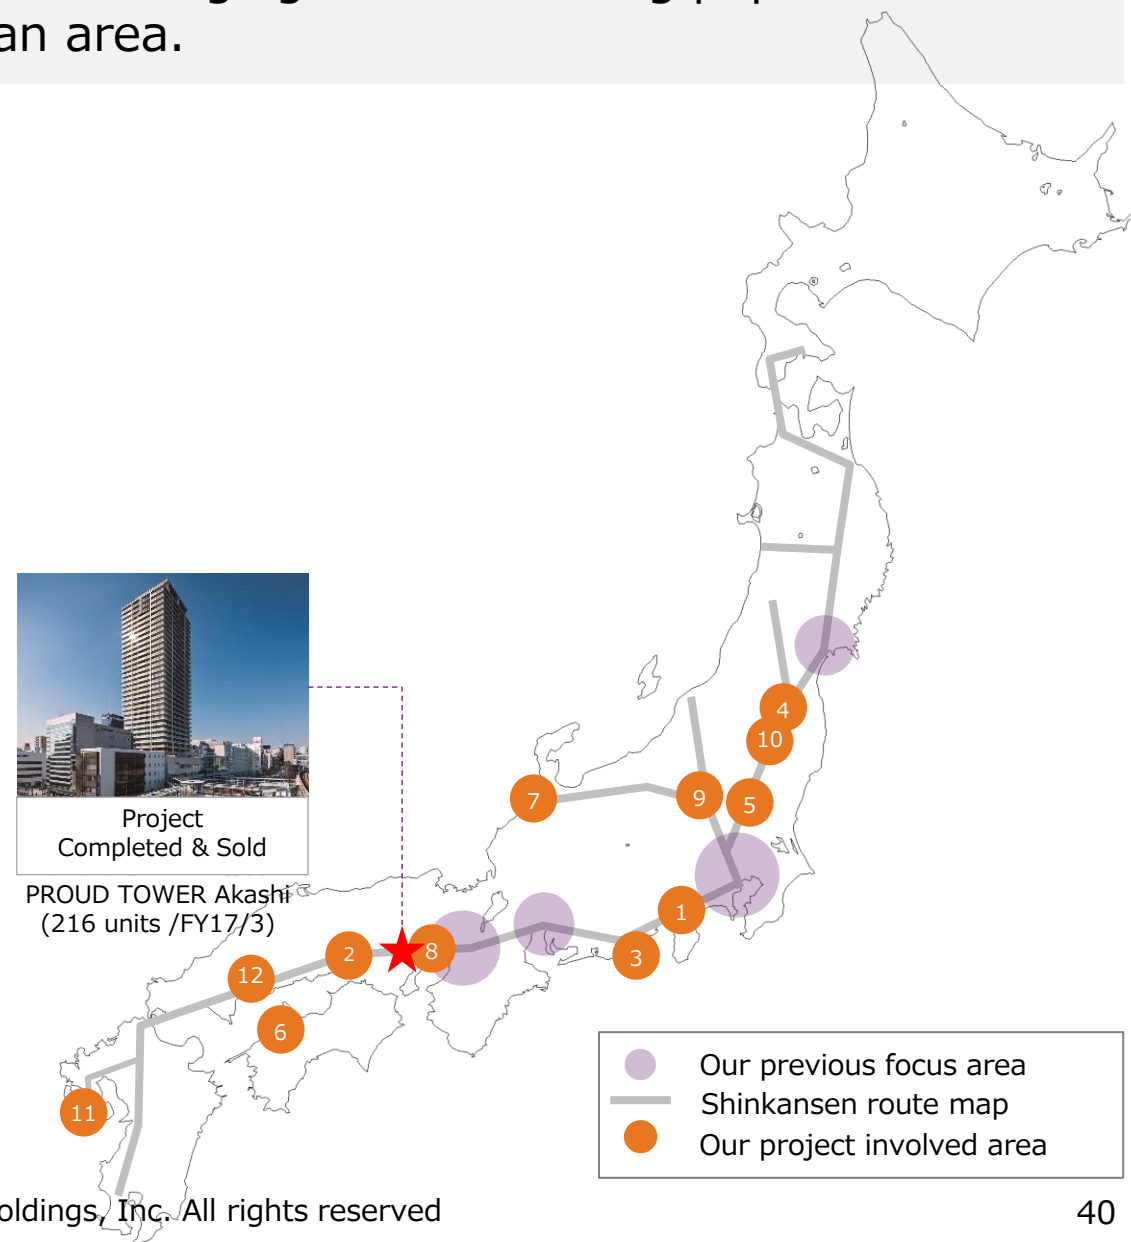 an area.
4
10
7
9
5
1
8
2
3
12
6
11
Project
Completed & Sold
PROUD TOWER Akashi
(216 units /FY17/3)
Our previous focus area
Shinkansen route map
Our project involved area
oldings, Inc. All rights reserved
40